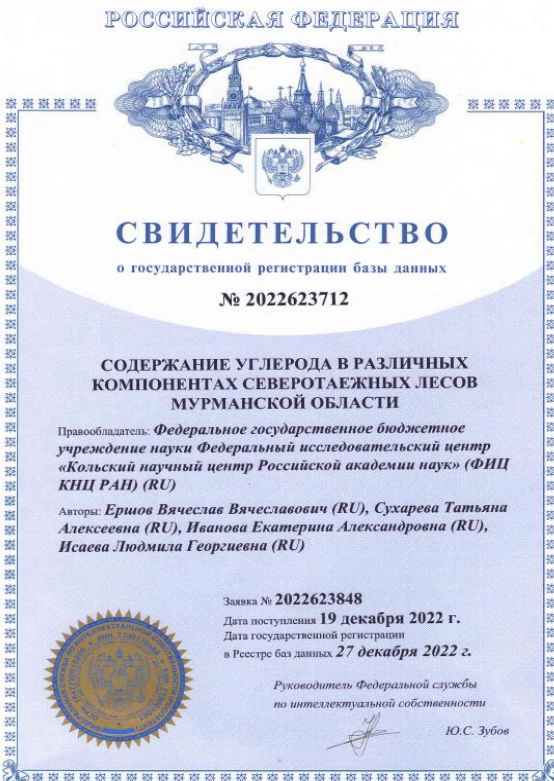 РОССИЙСКАЯ ФЕДЕРАЦИЯ
СВИДЕТЕЛЬСТВО
о государственной регистрации базы данных
№ 2022623712
СОДЕРЖАНИЕ УГЛЕРОДА В РАЗЛИЧНЫХ
КОМПОНЕНТАХ СЕВЕРОТАЕЖНЫХ ЛЕСОВ
МУРМАНСКОЙ ОБЛАСТИ
Правообладатель: Федеральное государственное бюджетное
учреждение науки Федеральный исследовательский центр
«Кольский научный центр Российской академии наук» (ФИЦ
КНЦ РАН) (RU)
Авторы: Ершов Вячеслав Вячеславович (RU), Сухарева Татьяна
Алексеевна (RU), Иванова Екатерина Александровна (RU),
Исаева Людмила Георгиевна (RU)
Заявка № 2022623848
Дата поступления 19 декабря 2022 г.
Дата государственной регистрации
в Реестре баз данных 27 декабря 2022 г.
Руководитель Федеральной службы
по интеллектуальной собственности
Ю.С. Зубов